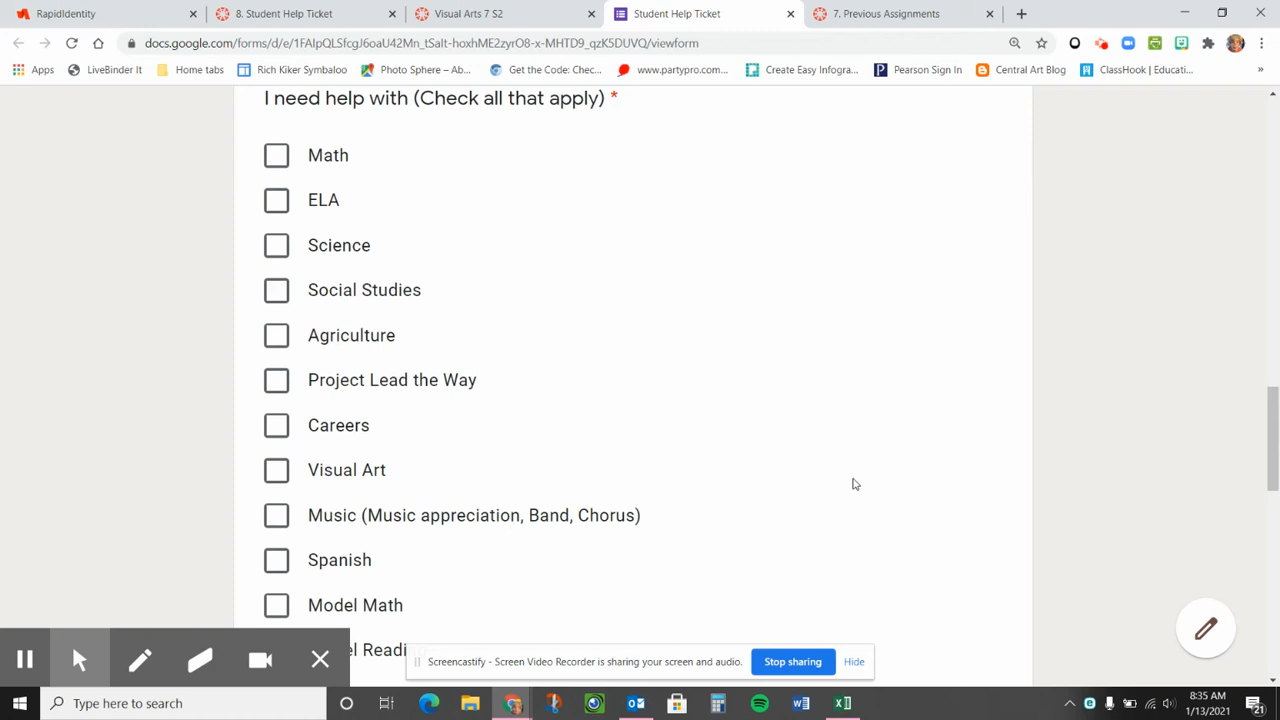 RapidIdentity
8. Student Help Ticket
Visual Arts 7 S2
Student Help Ticket
7. Previous Assignments
docs.google.com/forms/d/e/1FAIpQLSfcgJ6oaU42Mn_tSaIt-hoxhME2zyrO8-x-MHTD9_qzK5DUVQ/viewform
Apps
LiveBinder It
Home tabs
Rich Kiker Symbaloo
Photo Sphere – Ab...
Get the Code: Chec...
www.partypro.com...
Create Easy Infogra...
Pearson Sign In
Central Art Blog
ClassHook | Educati...
I need help with (Check all that apply) *
Math
ELA
Science
Social Studies
Agriculture
Project Lead the Way
Careers
Visual Art
Music (Music appreciation, Band, Chorus)
Spanish
Model Math
Screencastify - Screen Video Recorder is sharing your screen and audio.
Stop sharing
Hide
Type here to search
8:35 AM
1/13/2021
21